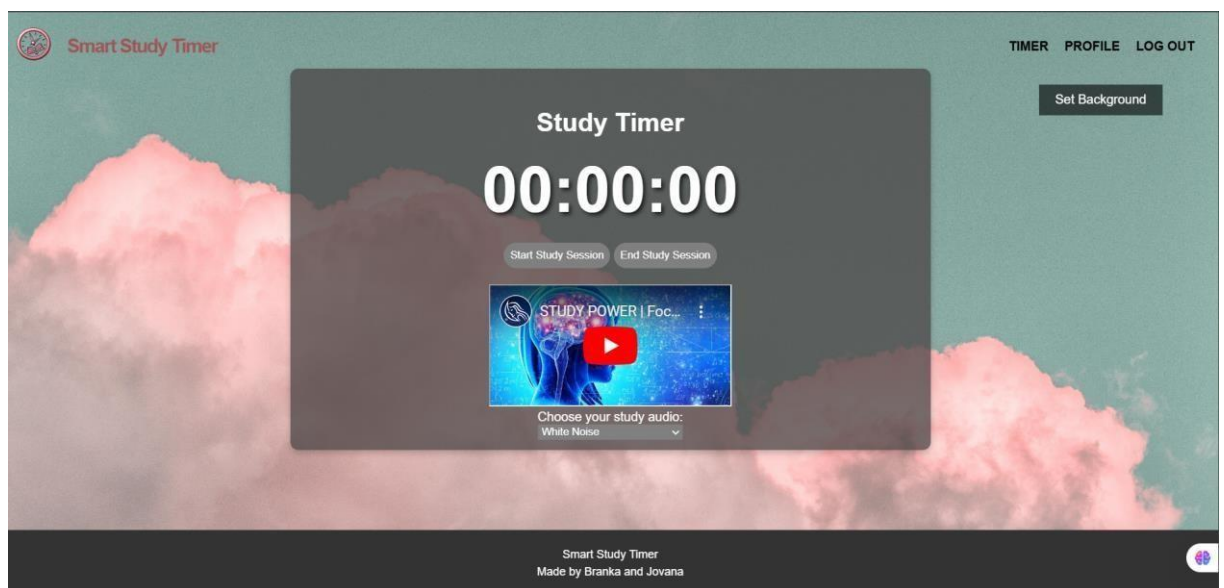 Smart Study Timer
TIMER PROFILE LOG OUT
Set Background
Study Timer
00:00:00
Start Study Session End Study Session
STUDY POWER | Foc...
Choose your study audio:
White Noise
Smart Study Timer
Made by Branka and Jovana